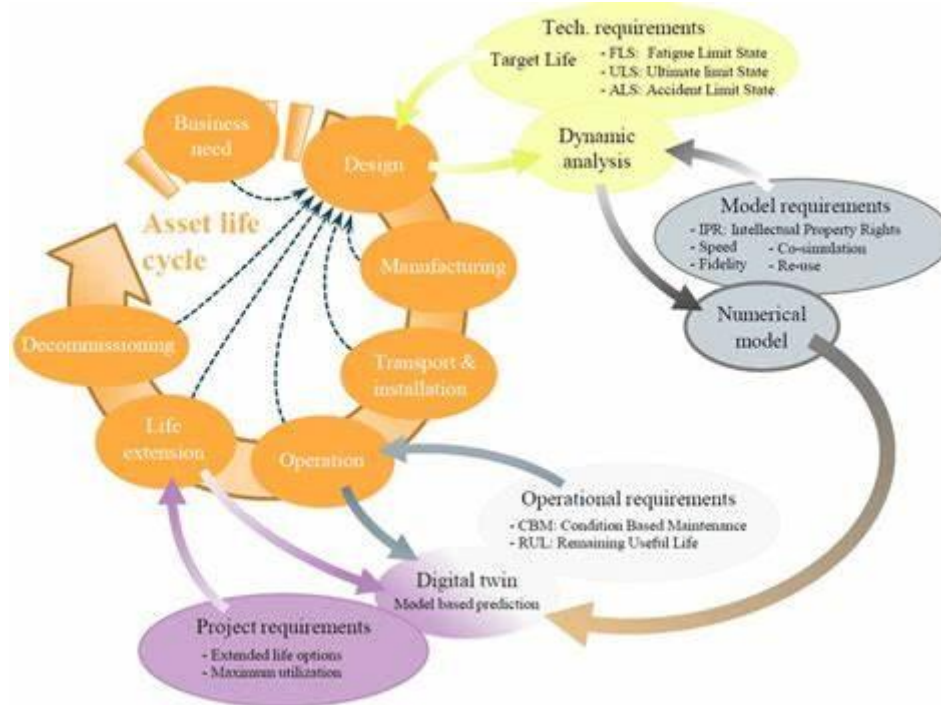 Tech. requirements
Target Life
- FLS: Fatigue Limit State
- ULS: Ultimate limit State
- ALS: Accident Limit State
Business
need
Design
Dynamic
analysis
Asset life
cycle
Model requirements
- IPR: Intellectual Property Rights
- Speed - Co-simulation
- Fidelity - Re-use
Manufacturing
Numerical
model
Decommissioning
Transport &
installation
Life
extension
Operation
Operational requirements
- CBM: Condition Based Maintenance
- RUL: Remaining Useful Life
Digital twin
Model based prediction
Project requirements
- Extended life options
- Maximum utilization